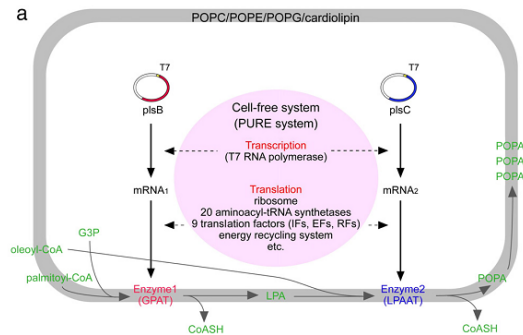 a
POPC/POPE/POPG/cardiolipin
T7
T7
plsB
plsC
Cell-free system
(PURE system)
Transcription
(T7 RNA polymerase)
POPA
POPA
POPA
mRNA1
mRNA2
Translation
ribosome
20 aminoacyl-tRNA synthetases
9 translation factors (IFs, EFs, RFs)
energy recycling system
etc.
G3P
oleoyl-CoA
palmitoyl-CoA
POPA
Enzyme1
(GPAT)
LPA
Enzyme2
(LPAAT)
CoASH
CoASH